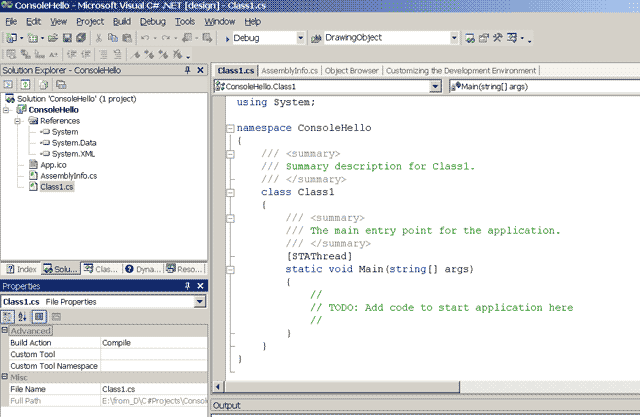 ConsoleHello - Microsoft Visual C# .NET [design] - Class1.cs
File Edit View Project Build Debug Tools Window Help
Debug DrawingObject
Solution Explorer - ConsoleHello
Class1.cs AssemblyInfo.cs Object Browser Customizing the Development Environment
ConsoleHello.Class1 Main(string[] args)
Solution 'ConsoleHello' (1 project)
ConsoleHello
References
System
System.Data
System.XML
App.ico
AssemblyInfo.cs
Class1.cs
Index Solu... Clas... Dyna... Reso...
Properties
Class1.cs File Properties
Advanced
Build Action Compile
Custom Tool
Custom Tool Namespace
Misc
File Name Class1.cs
Full Path E:\from_D\C#Projects\Consol
using System;
namespace ConsoleHello
{
/// <summary>
/// Summary description for Class1.
/// </summary>
class Class1
{
/// <summary>
/// The main entry point for the application.
/// </summary>
[STAThread]
static void Main(string[] args)
{
//
// TODO: Add code to start application here
//
}
}
}
Output